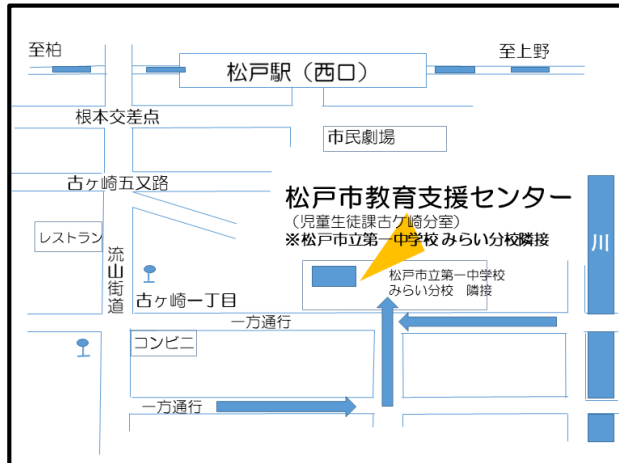 至柏
松戸駅（西口）
至上野
根本交差点
市民劇場
古ヶ崎五叉路
松戸市教育支援センター
（児童生徒課古ケ崎分室）
※松戸市立第一中学校 みらい分校隣接
レストラン
流山街道
川
松戸市立第一中学校
みらい分校　隣接
古ヶ崎一丁目
一方通行
コンビニ
一方通行